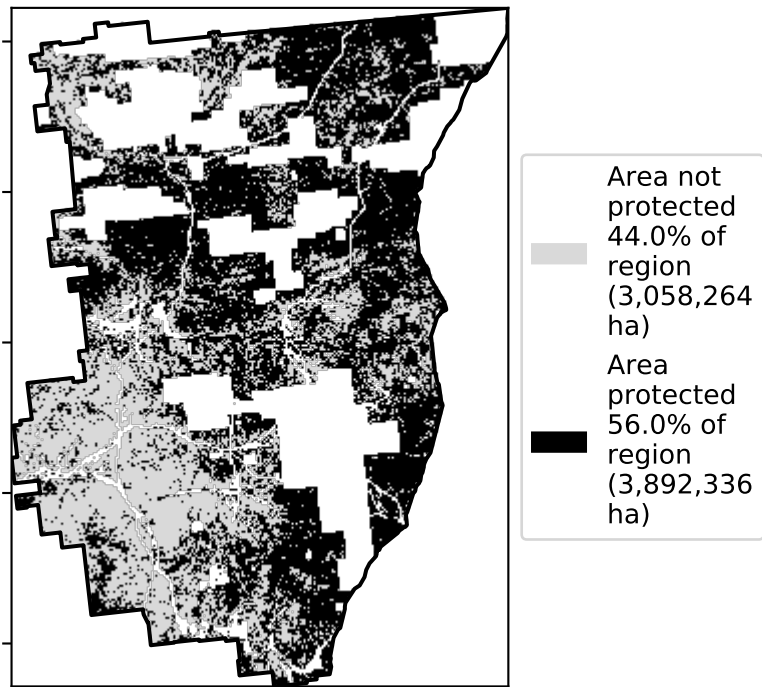 Area not
protected
44.0% of
region
(3,058,264
ha)
Area
protected
56.0% of
region
(3,892,336
ha)